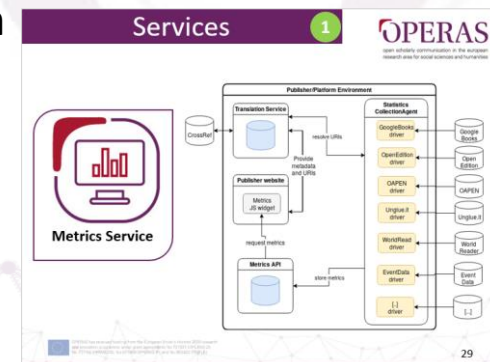 Services
1
OPERAS
open scholarly communication in the european
research area for social sciences and humanities
Metrics Service
Publisher/Platform Environment
CrossRef
Translation Service
resolve URIs
Provide
metadata
and URIs
Publisher website
Metrics
JS widget
request metrics
Metrics API
store metrics
Statistics
CollectionAgent
GoogleBooks
driver
Google
Books
OpenEdition
driver
Open
Edition
OAPEN
driver
OAPEN
Unglue.it
driver
Unglue.it
WorldRead
driver
World
Reader
EventData
driver
Event
Data
[..]
driver
[...]
29